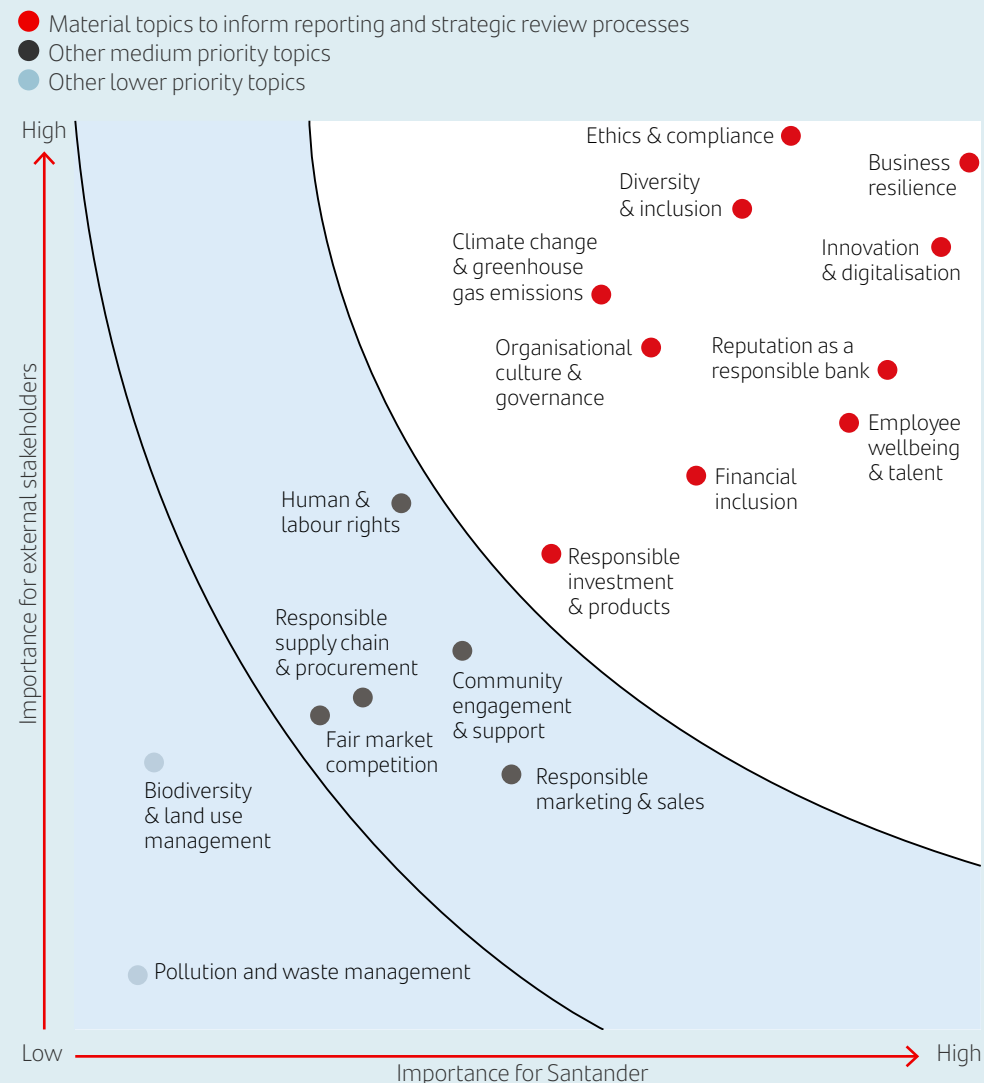 Material topics to inform reporting and strategic review processes
Other medium priority topics
Other lower priority topics
High
Ethics & compliance
Business
resilience
Diversity
& inclusion
Innovation
& digitalisation
Climate change
& greenhouse
gas emissions
Organisational
culture &
governance
Reputation as a
responsible bank
Employee
wellbeing
& talent
Financial
inclusion
Human &
labour rights
Responsible
investment
& products
Responsible
supply chain
& procurement
Community
engagement
& support
Fair market
competition
Responsible
marketing & sales
Biodiversity
& land use
management
Pollution and waste management
Importance for external stakeholders
Low
High
Importance for Santander